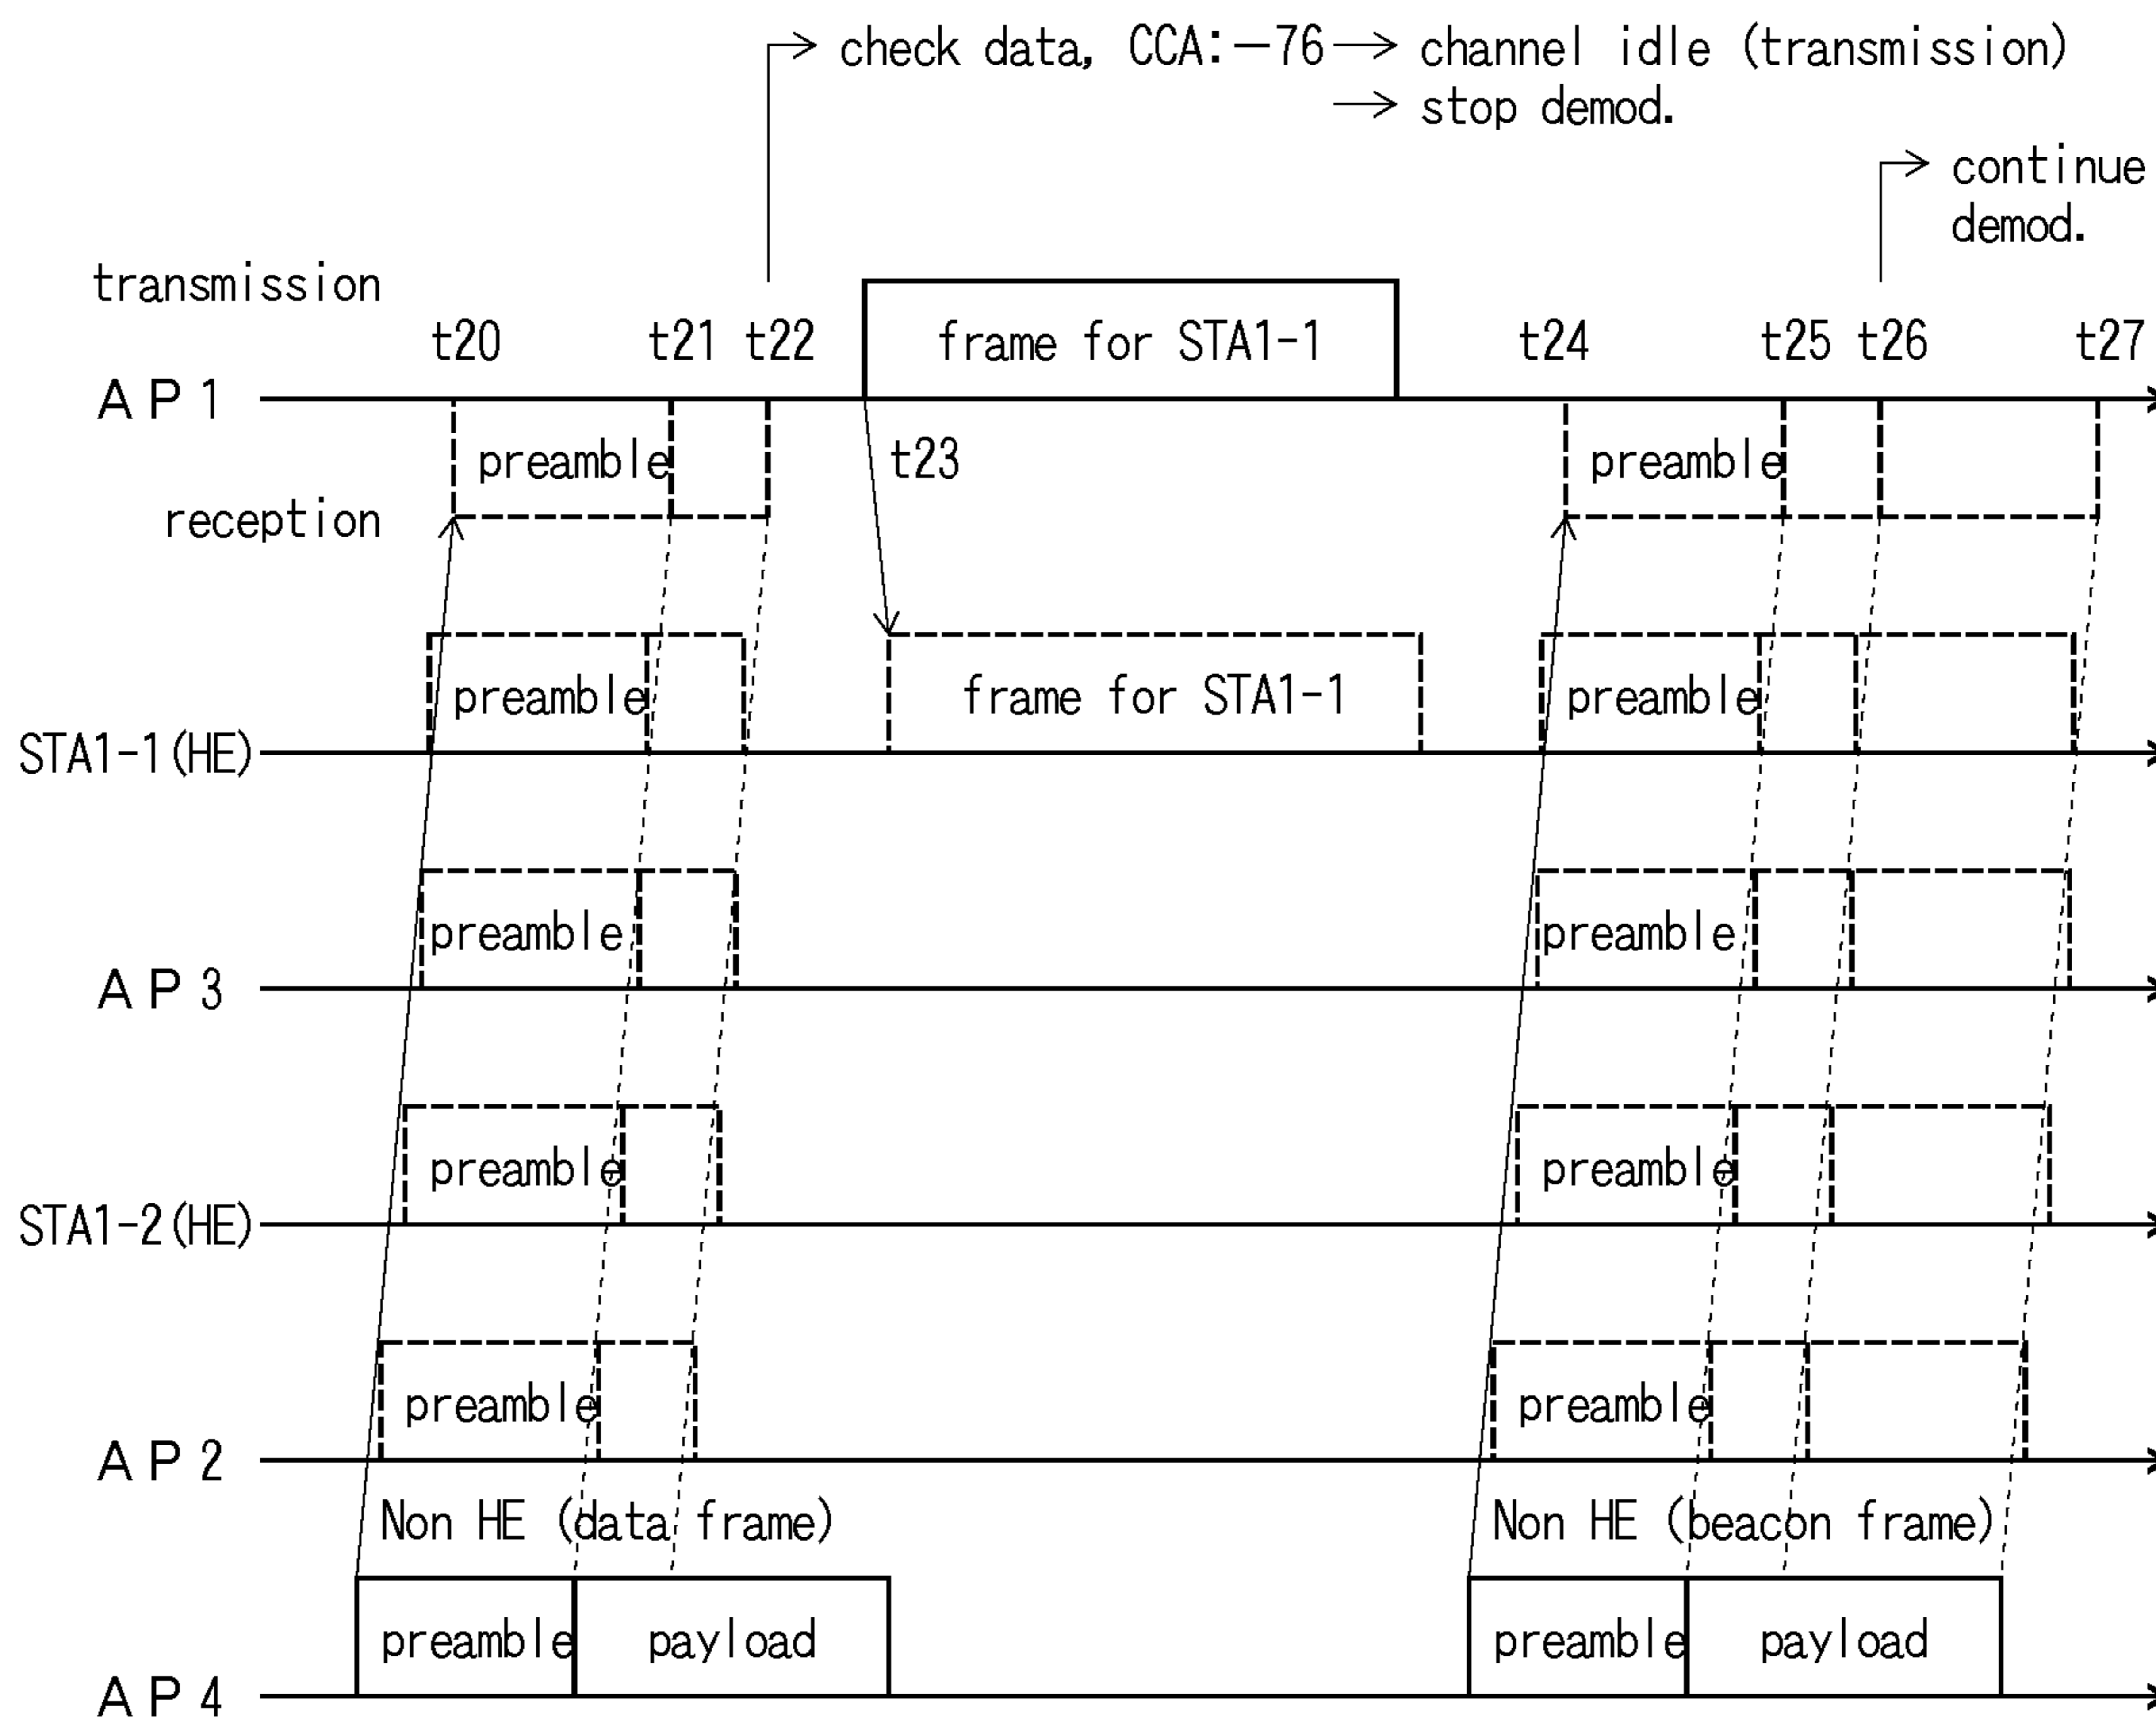 check data, CCA:−76 → channel idle (transmission)
→ stop demod.
continue
demod.
transmission
t20 t21 t22 frame for STA1-1 t24 t25 t26 t27
AP1
preamble t23 preamble
reception
preamble frame for STA1-1 preamble
STA1-1(HE)
preamble preamble
AP3
preamble preamble
STA1-2(HE)
preamble preamble
AP2
Non HE (data frame) Non HE (beacon frame)
preamble payload preamble payload
AP4